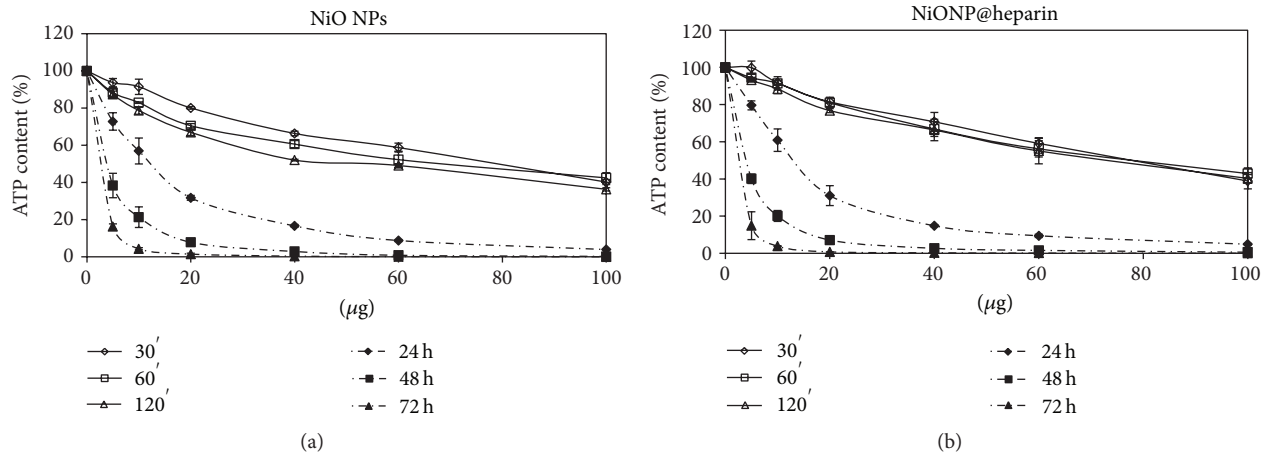 NiO NPs
120
100
80
60
40
20
0
ATP content (%)
0 20 40 60 80 100
(μg)
30′
60′
120′
24 h
48 h
72 h
(a)
NiONP@heparin
120
100
80
60
40
20
0
ATP content (%)
0 20 40 60 80 100
(μg)
30′
60′
120′
24 h
48 h
72 h
(b)